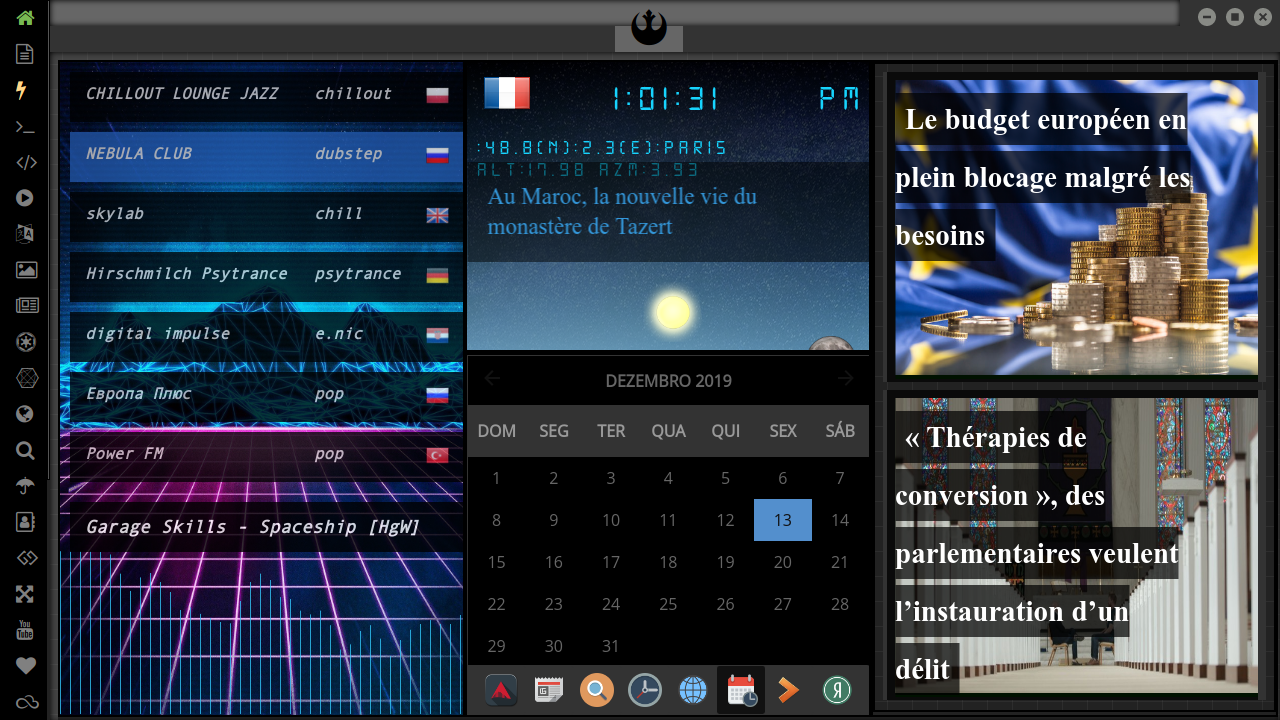 CHILLOUT LOUNGE JAZZ chillout
NEBULA CLUB dubstep
skylab chill
Hirschmilch Psytrance psytrance
digital impulse e.nic
Европа Плюс pop
Power FM pop
Garage Skills - Spaceship [HgW]
1:01:31 PM
:48.8(N):2.3(E):PARIS
ALT:17.98 AZM:3.93
Au Maroc, la nouvelle vie du
monastère de Tazert
DEZEMBRO 2019
DOM SEG TER QUA QUI SEX SÁB
1 2 3 4 5 6 7
8 9 10 11 12 13 14
15 16 17 18 19 20 21
22 23 24 25 26 27 28
29 30 31
Le budget européen en
plein blocage malgré les
besoins
« Thérapies de
conversion », des
parlementaires veulent
l’instauration d’un
délit
You
Tube
Я